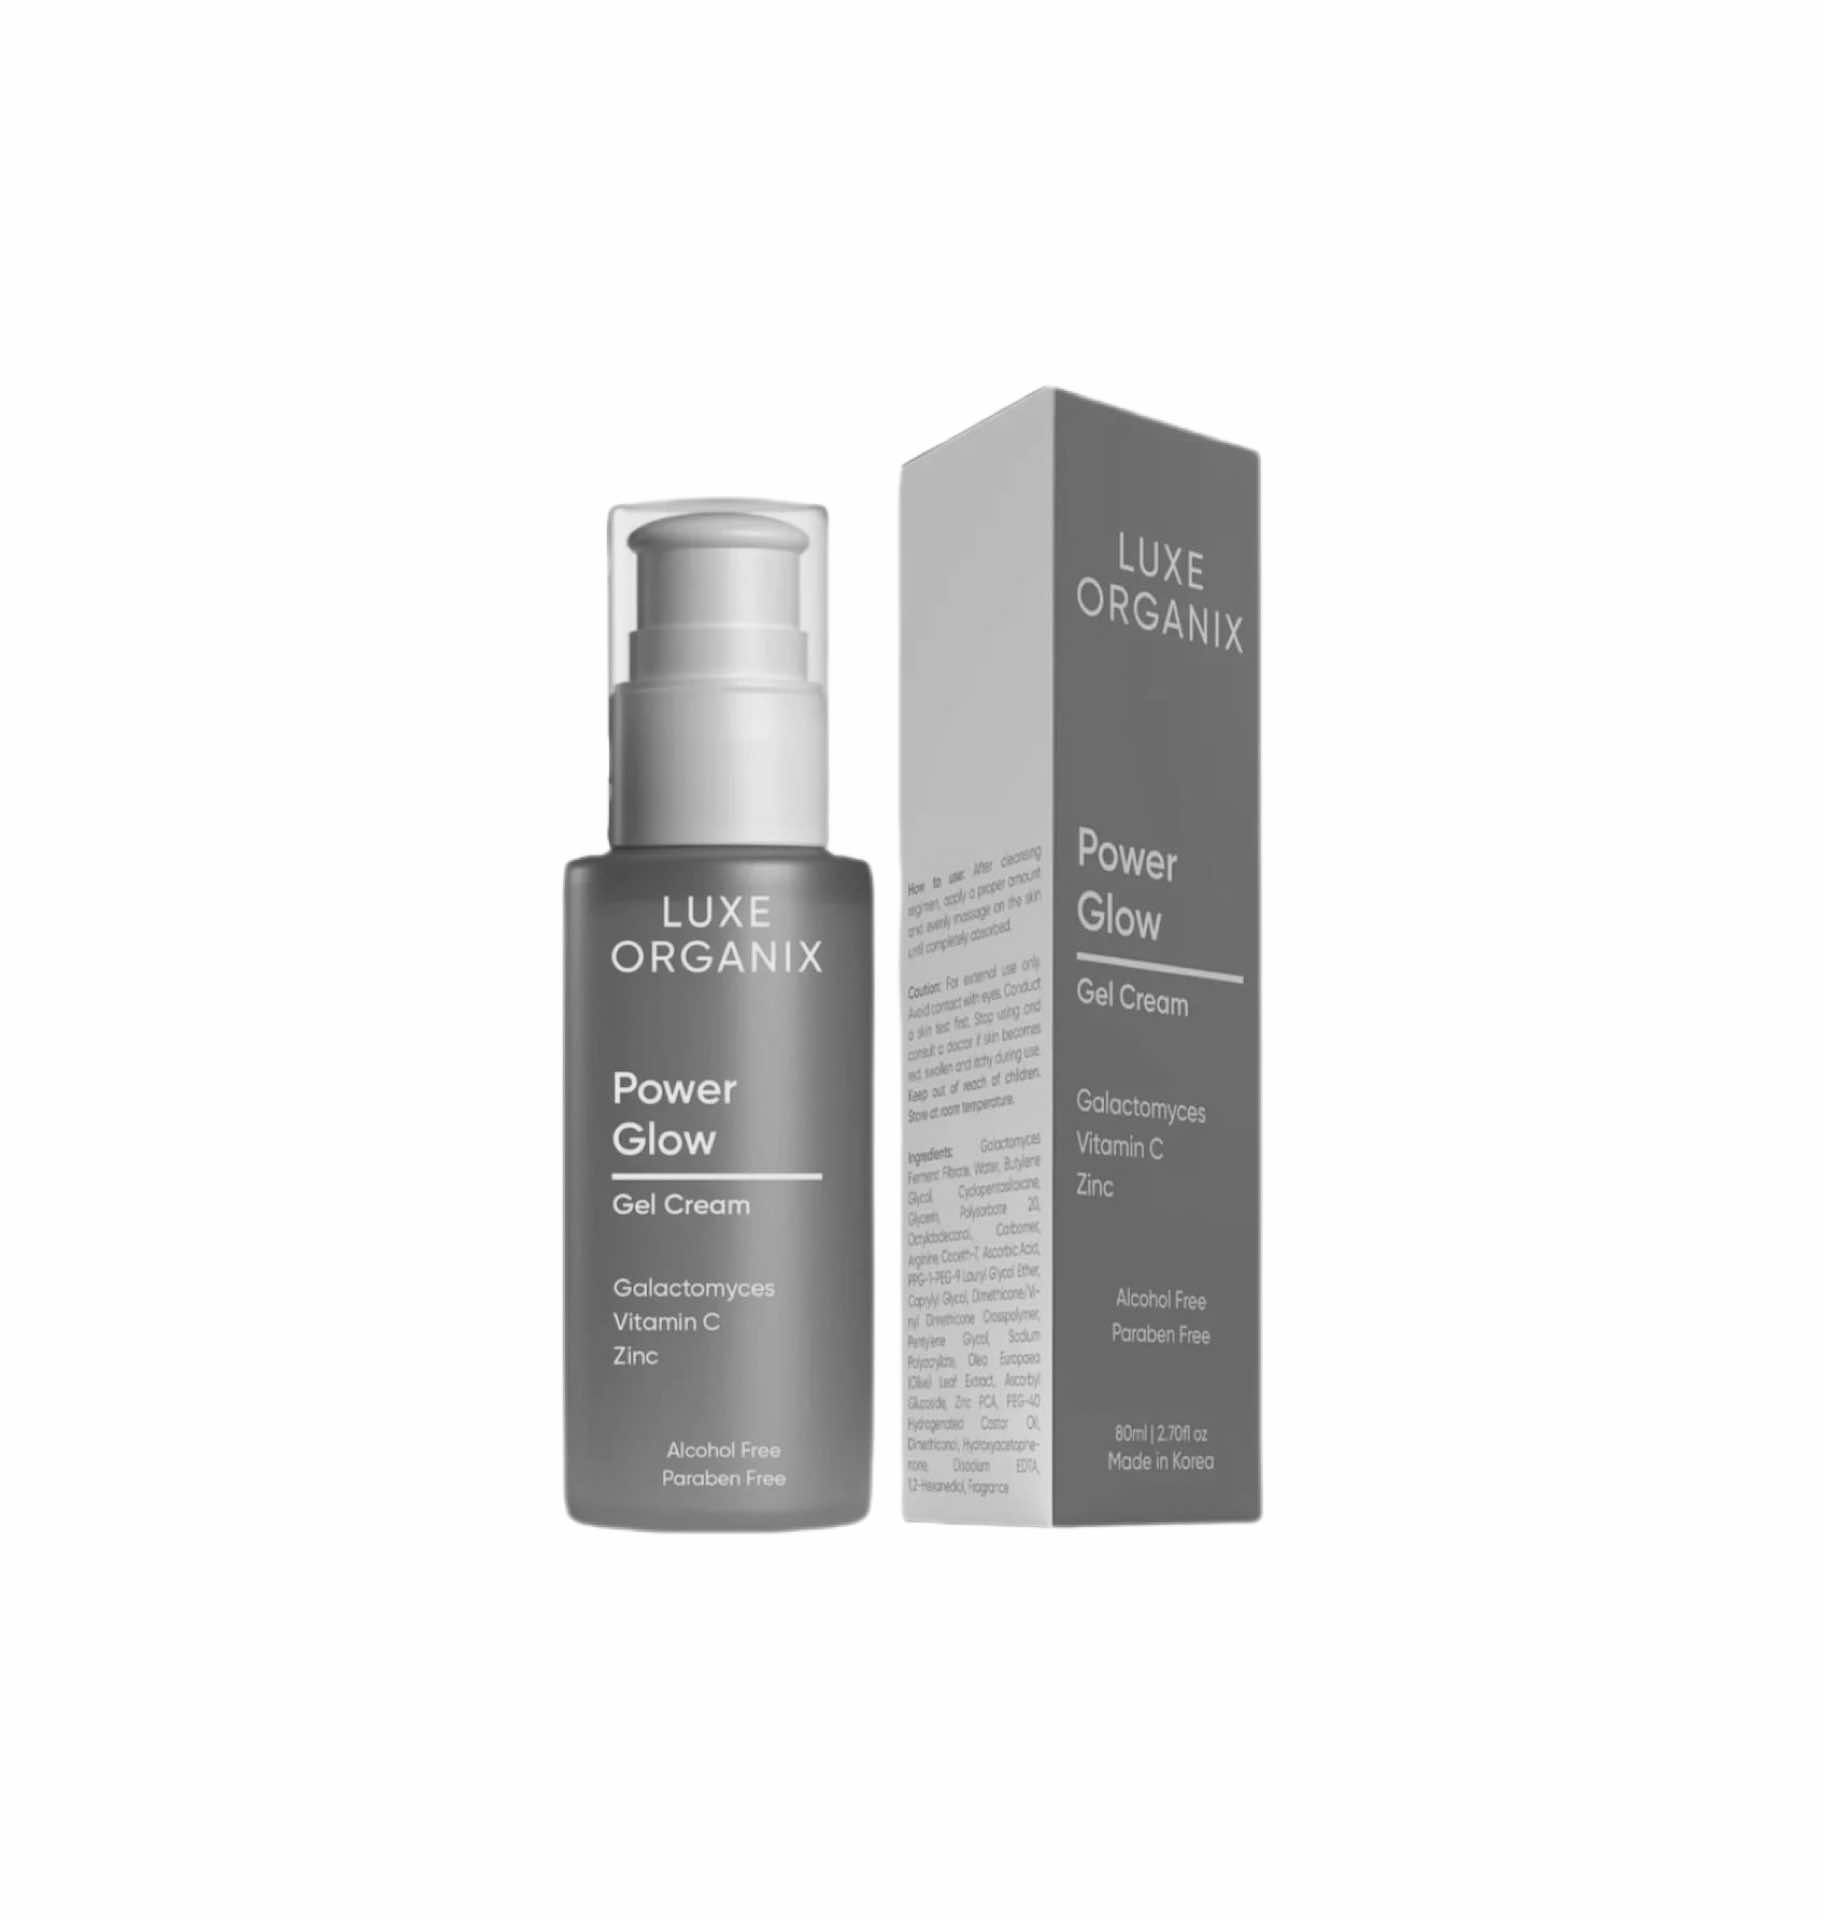 LUXE
ORGANIX
Power
Glow
Gel Cream
Galactomyces
Vitamin C
Zinc
Alcohol Free
Paraben Free
How to use: After cleansing
regimen, apply a proper amount
and evenly massage on the skin
until completely absorbed.
Caution: For external use only.
Avoid contact with eyes. Conduct
a skin test first. Stop using and
consult a doctor if skin becomes
red, swollen and itchy during use.
Keep out of reach of children.
Store at room temperature.
Ingredients: Galactomyces
Ferment Filtrate, Water, Butylene
Glycol, Cyclopentasiloxane,
Glycerin, Polysorbate 20,
Octyldodecanol, Carbomer,
Arginine, Ceteth-7, Ascorbic Acid,
PPG-1-PEG-9 Lauryl Glycol Ether,
Caprylyl Glycol, Dimethicone/Vi-
nyl Dimethicone Crosspolymer,
Pentylene Glycol, Sodium
Polyacrylate, Olea Europaea
(Olive) Leaf Extract, Ascorbyl
Glucoside, Zinc PCA, PEG-40
Hydrogenated Castor Oil,
Dimethiconol, Hydroxyacetophe-
none, Disodium EDTA,
1,2-Hexanediol, Fragrance
LUXE
ORGANIX
Power
Glow
Gel Cream
Galactomyces
Vitamin C
Zinc
Alcohol Free
Paraben Free
80ml | 2.70fl oz
Made in Korea